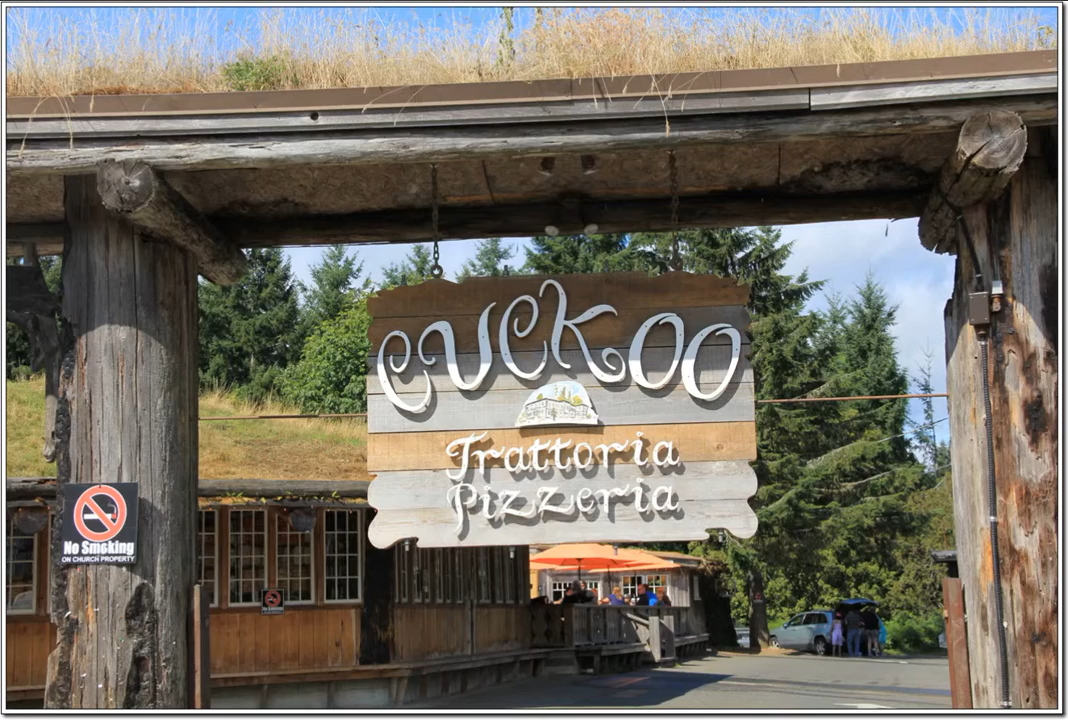 CUCKOO
Trattoria
Pizzeria
No Smoking
ON CHURCH PROPERTY